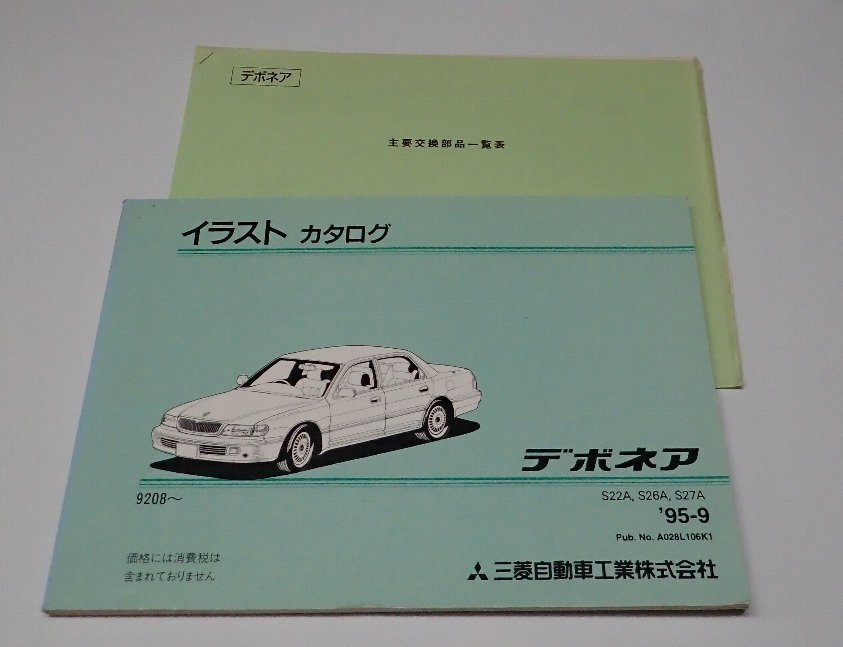 デボネア
主要交換部品一覧表
イラスト カタログ
デボネア
9208～
S22A, S26A, S27A
'95-9
Pub. No. A028L106K1
価格には消費税は
含まれておりません
三菱自動車工業株式会社